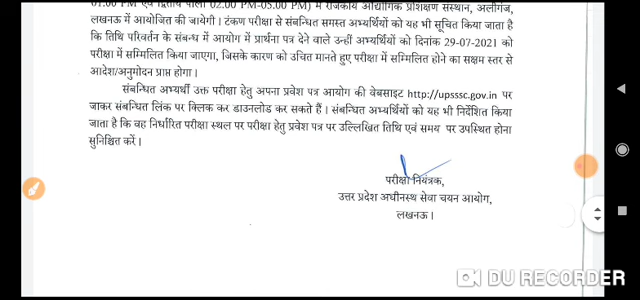 01:00 PM एवं द्वितीय पाली 02:00 PM-05:00 PM) में राजकीय औद्योगिक प्रशिक्षण संस्थान, अलीगंज,
लखनऊ में आयोजित की जायेगी। टंकण परीक्षा से संबन्धित समस्त अभ्यर्थियों को यह भी सूचित किया जाता है
कि तिथि परिवर्तन के संबन्ध में आयोग में प्रार्थना पत्र देने वाले उन्हीं अभ्यर्थियों को दिनांक 29-07-2021 को
परीक्षा में सम्मिलित किया जाएगा, जिसके कारण को उचित मानते हुए परीक्षा में सम्मिलित होने का सक्षम स्तर से
आदेश/अनुमोदन प्राप्त होगा।
संबन्धित अभ्यर्थी उक्त परीक्षा हेतु अपना प्रवेश पत्र आयोग की वेबसाइट http://upsssc.gov.in पर
जाकर संबन्धित लिंक पर क्लिक कर डाउनलोड कर सकते हैं। संबन्धित अभ्यर्थियों को यह भी निर्देशित किया
जाता है कि वह निर्धारित परीक्षा स्थल पर परीक्षा हेतु प्रवेश पत्र पर उल्लिखित तिथि एवं समय पर उपस्थित होना
सुनिश्चित करें।
परीक्षा नियंत्रक,
उत्तर प्रदेश अधीनस्थ सेवा चयन आयोग,
लखनऊ।
DU RECORDER